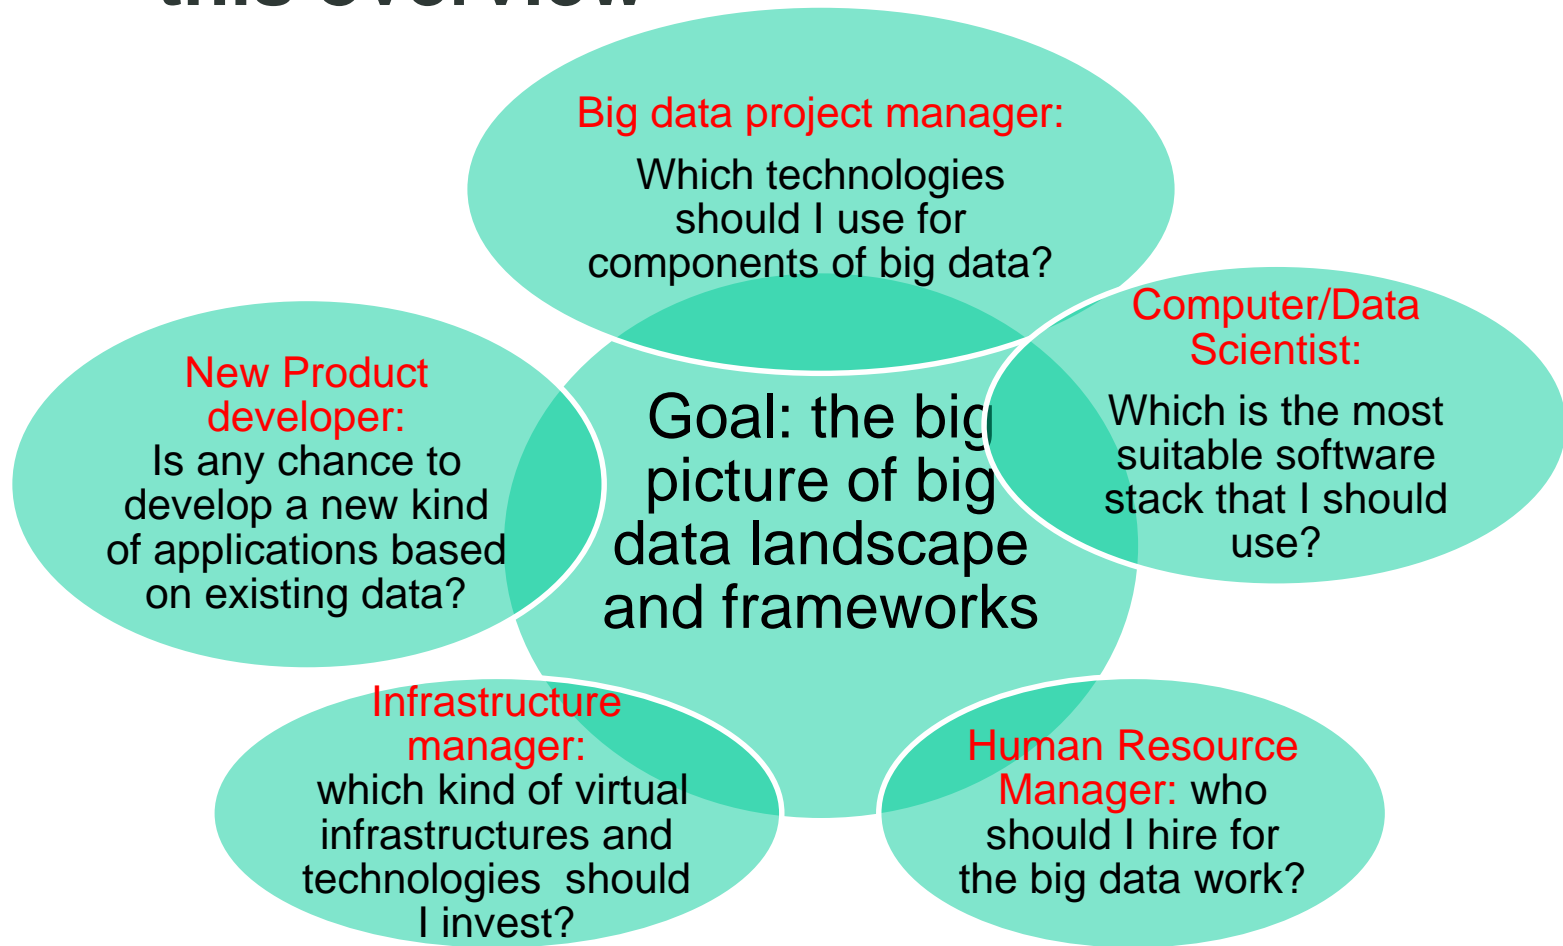 this overview
Big data project manager:
Which technologies
should I use for
components of big data?
Computer/Data
Scientist:
Which is the most
suitable software
stack that I should
use?
New Product
developer:
Is any chance to
develop a new kind
of applications based
on existing data?
Goal: the big
picture of big
data landscape
and frameworks
Infrastructure
manager:
which kind of virtual
infrastructures and
technologies  should
I invest?
Human Resource
Manager: who
should I hire for
the big data work?